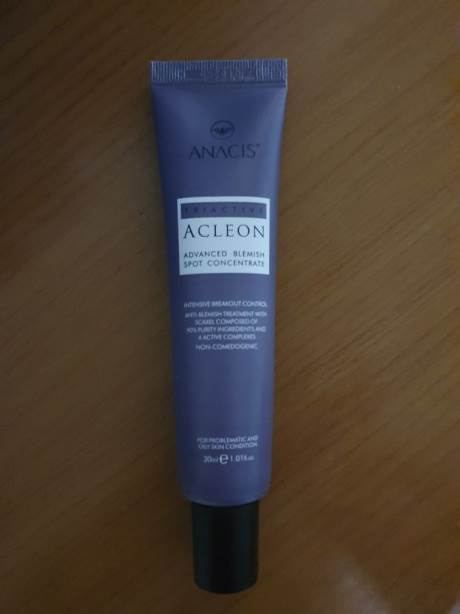 ANACIS®
TRIACTIVE
ACLEON
ADVANCED BLEMISH
SPOT CONCENTRATE
INTENSIVE BREAKOUT CONTROL
ANTI-BLEMISH TREATMENT WITH
COMPOSED OF
90% PURITY INGREDIENTS AND
4 ACTIVE COMPLEXES
NON-COMEDOGENIC
FOR PROBLEMATIC AND
OILY SKIN CONDITION
30ml e 1.01fl.oz.